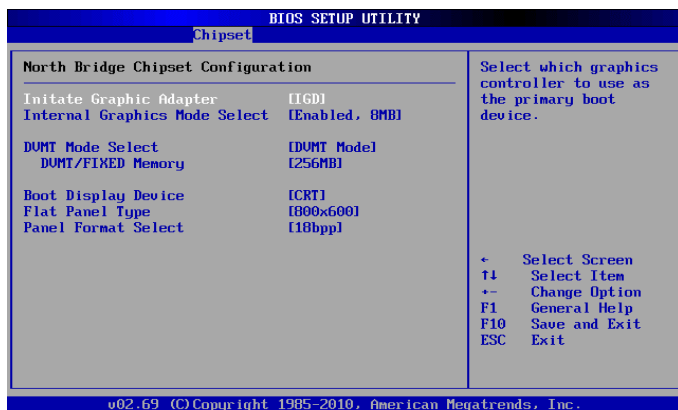 BIOS SETUP UTILITY
Chipset
North Bridge Chipset Configuration
Initate Graphic Adapter [IGD]
Internal Graphics Mode Select [Enabled, 8MB]
DVMT Mode Select [DVMT Mode]
DVMT/FIXED Memory [256MB]
Boot Display Device [CRT]
Flat Panel Type [800x600]
Panel Format Select [18bpp]
Select which graphics
controller to use as
the primary boot
device.
← Select Screen
↑↓ Select Item
+- Change Option
F1 General Help
F10 Save and Exit
ESC Exit
v02.69 (C)Copyright 1985-2010, American Megatrends, Inc.